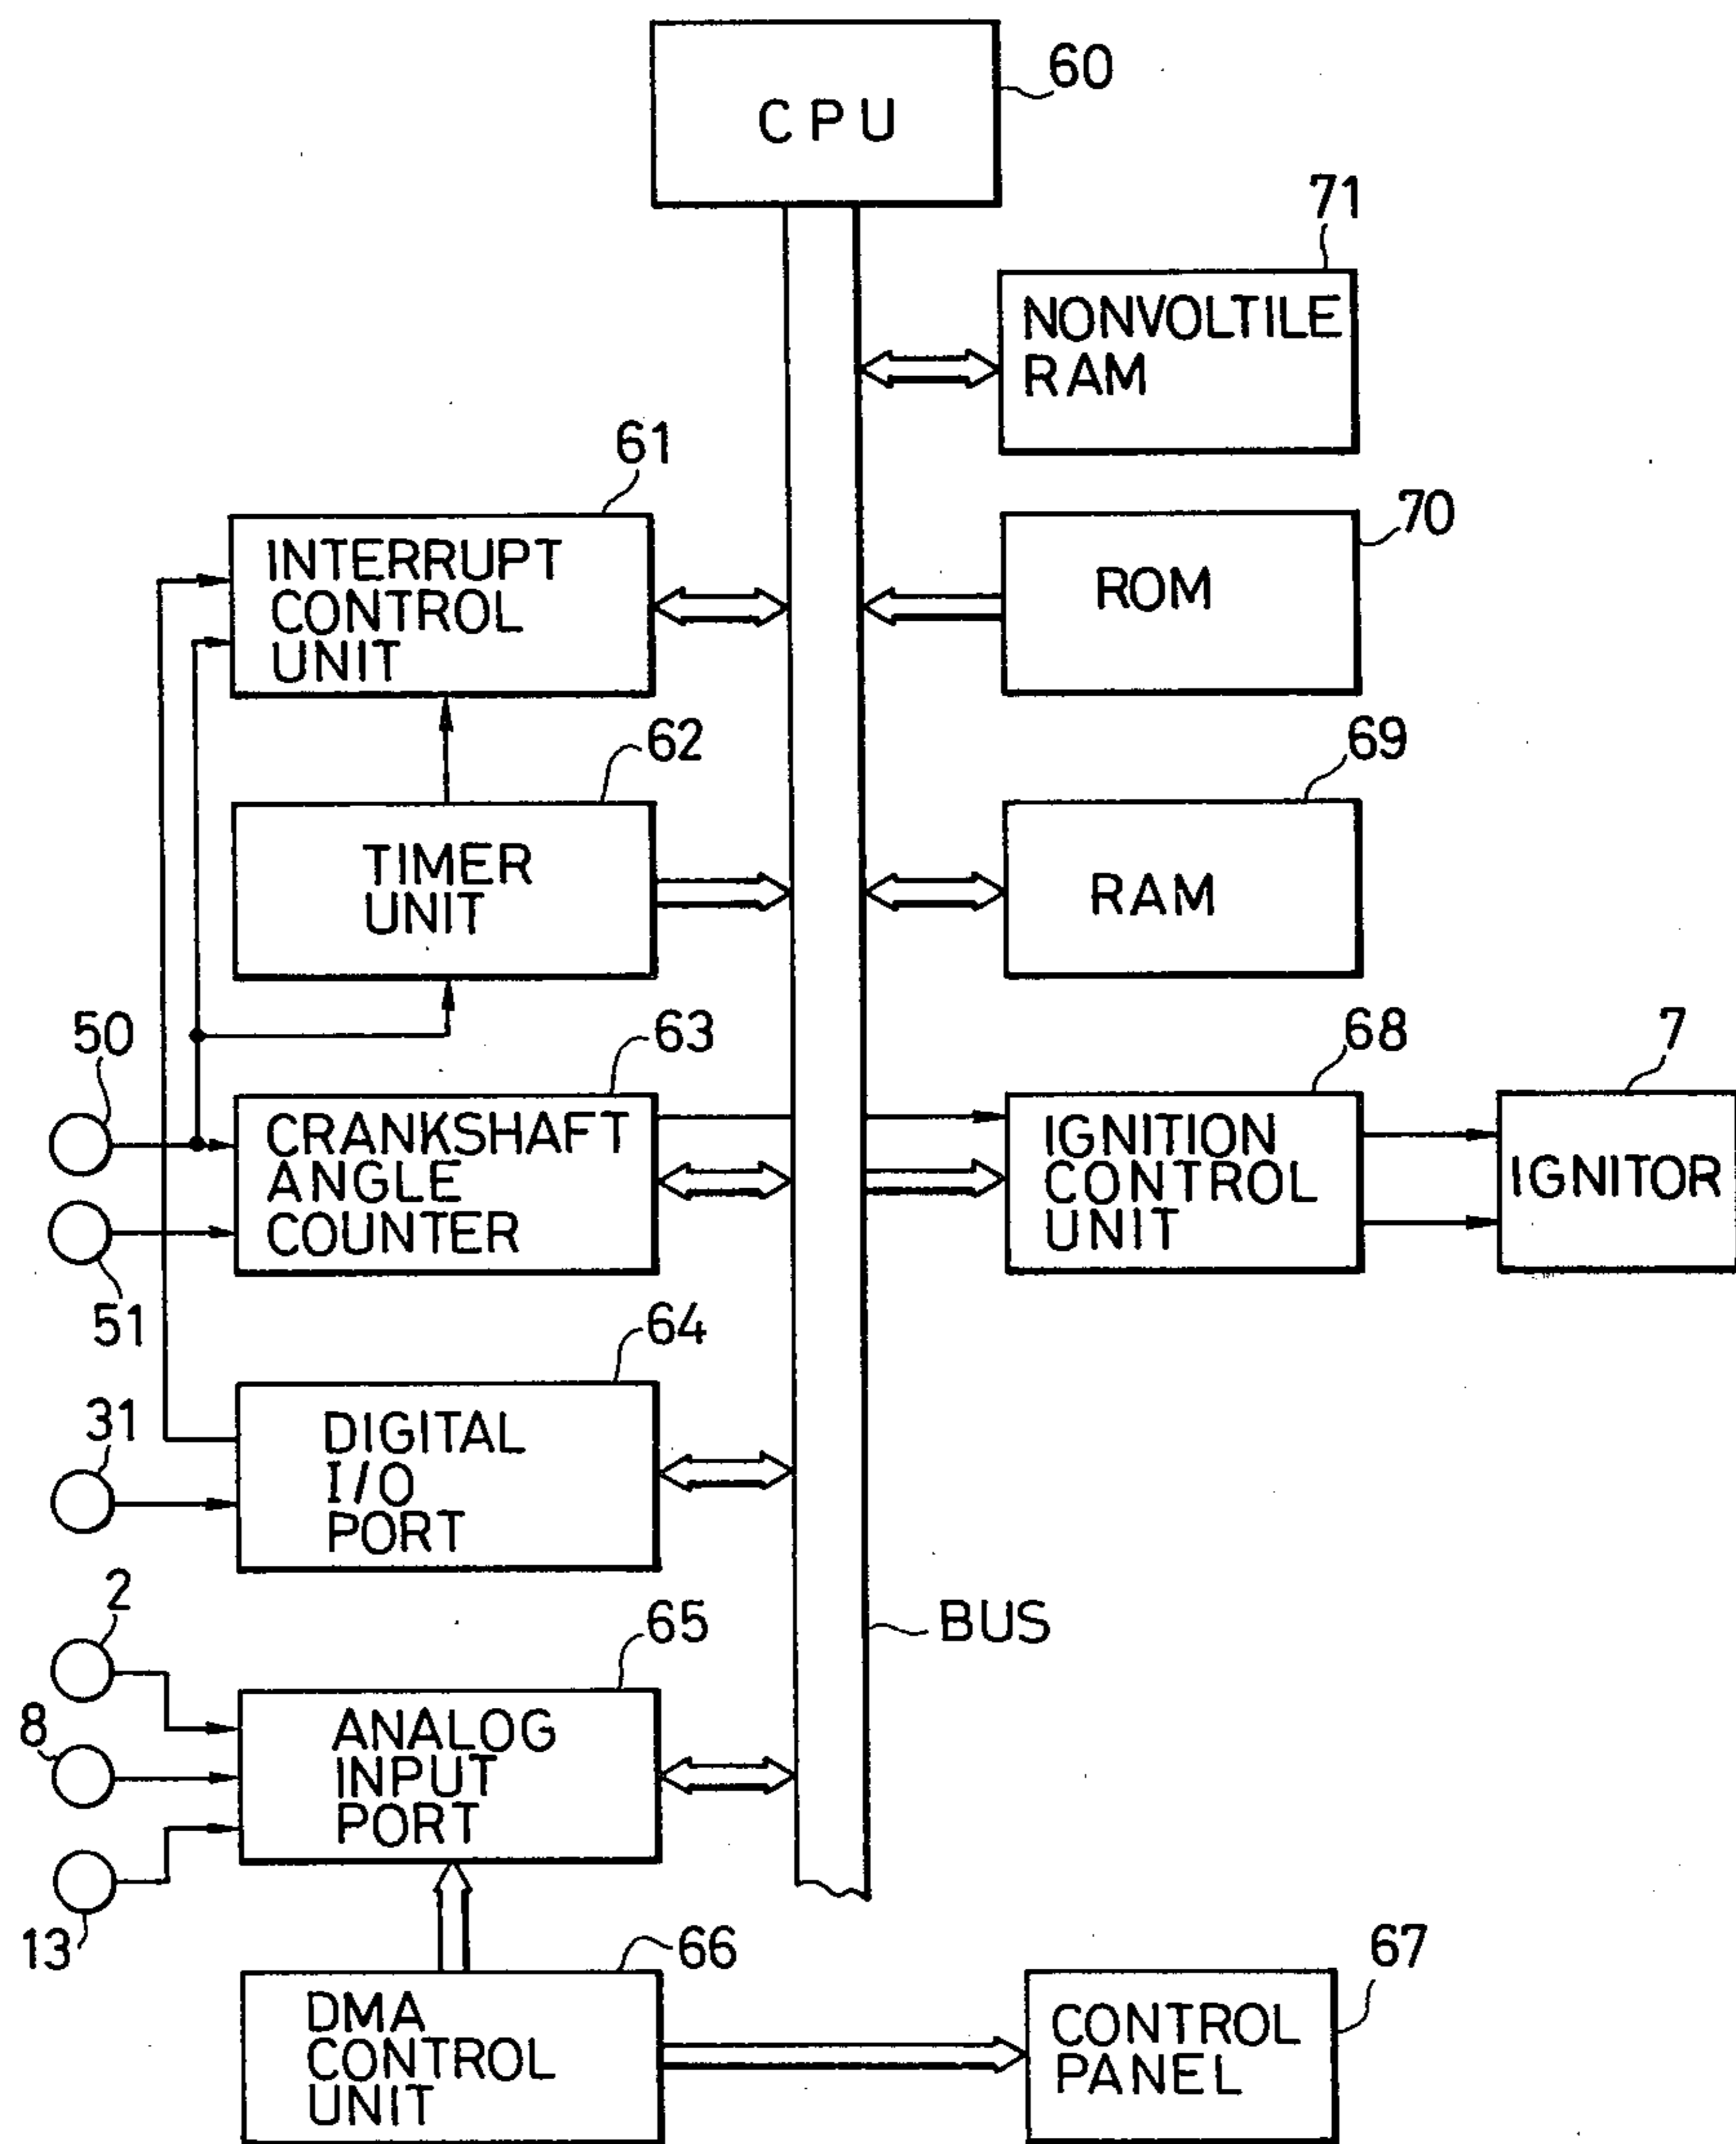 CPU
60
71
NONVOLTILE
RAM
61
INTERRUPT
CONTROL
UNIT
70
ROM
62
TIMER
UNIT
69
RAM
50
63
CRANKSHAFT
ANGLE
COUNTER
51
68
IGNITION
CONTROL
UNIT
7
IGNITOR
31
64
DIGITAL
I/O
PORT
BUS
2
8
13
65
ANALOG
INPUT
PORT
66
DMA
CONTROL
UNIT
67
CONTROL
PANEL